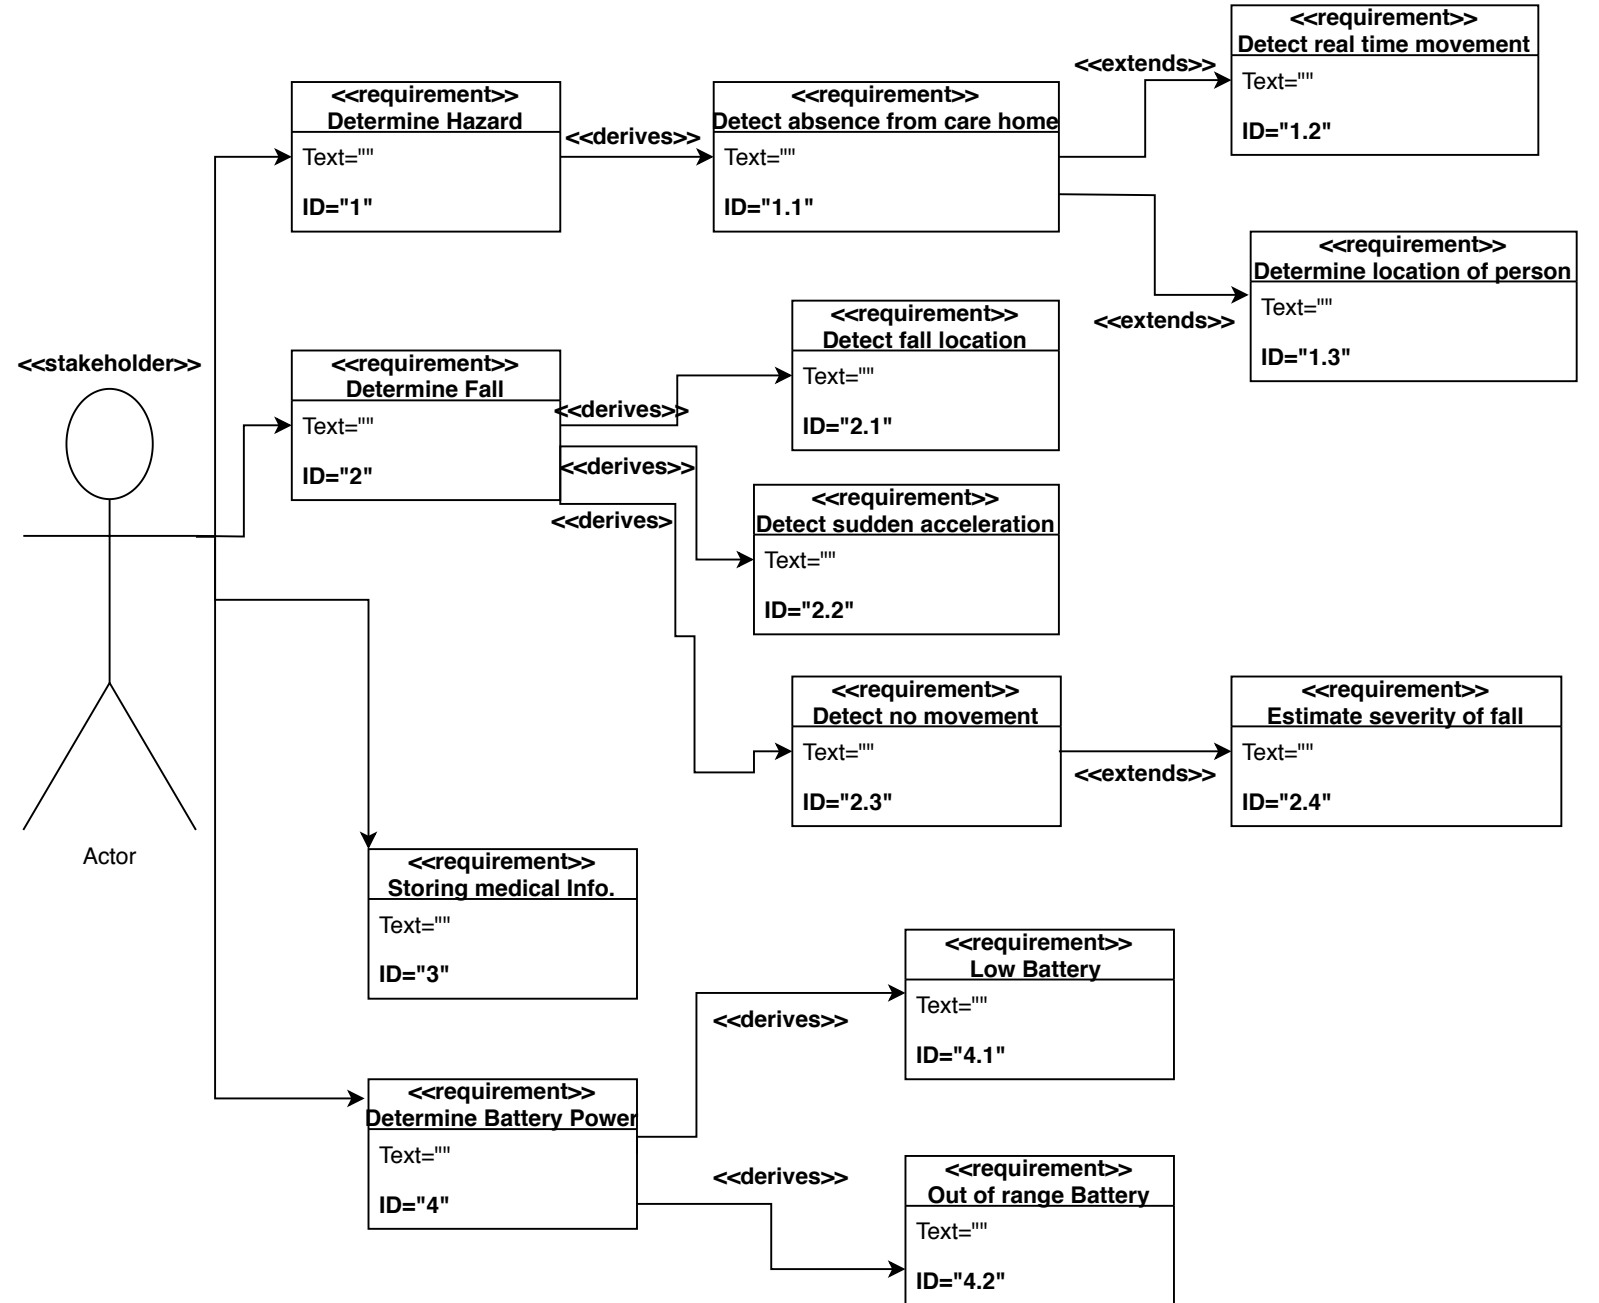 <<requirement>>
Detect real time movement
Text=""
ID="1.2"
<<extends>>
<<requirement>>
Determine Hazard
Text=""
ID="1"
<<derives>>
<<requirement>>
Detect absence from care home
Text=""
ID="1.1"
<<requirement>>
Determine location of person
Text=""
ID="1.3"
<<extends>>
<<stakeholder>>
Actor
<<requirement>>
Determine Fall
Text=""
ID="2"
<<derives>>
<<derives>>
<<derives>
<<requirement>>
Detect fall location
Text=""
ID="2.1"
<<requirement>>
Detect sudden acceleration
Text=""
ID="2.2"
<<requirement>>
Detect no movement
Text=""
ID="2.3"
<<extends>>
<<requirement>>
Estimate severity of fall
Text=""
ID="2.4"
<<requirement>>
Storing medical Info.
Text=""
ID="3"
<<requirement>>
Low Battery
Text=""
ID="4.1"
<<derives>>
<<requirement>>
Determine Battery Power
Text=""
ID="4"
<<derives>>
<<requirement>>
Out of range Battery
Text=""
ID="4.2"